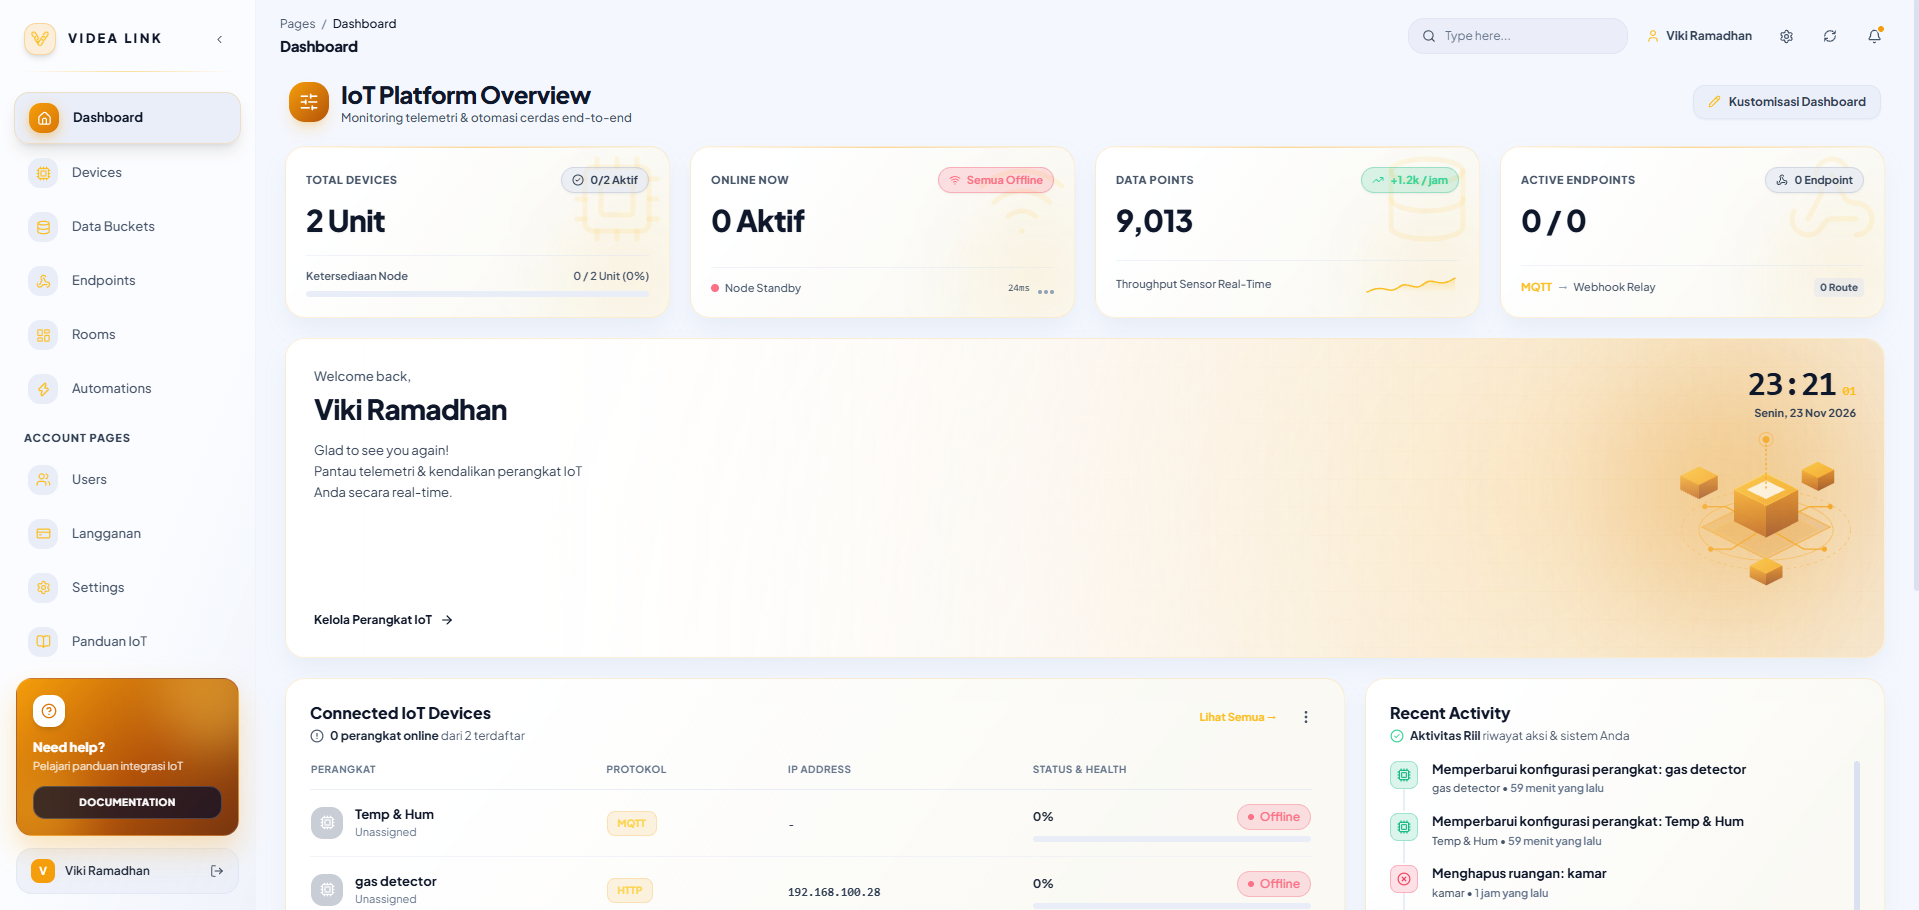 VIDEA LINK
Dashboard
Devices
Data Buckets
Endpoints
Rooms
Automations
ACCOUNT PAGES
Users
Langganan
Settings
Panduan IoT
Need help?
Pelajari panduan integrasi IoT
DOCUMENTATION
V Viki Ramadhan
Pages / Dashboard
Dashboard
Type here...
Viki Ramadhan
IoT Platform Overview
Monitoring telemetri & otomasi cerdas end-to-end
Kustomisasi Dashboard
TOTAL DEVICES
0/2 Aktif
2 Unit
Ketersediaan Node
0 / 2 Unit (0%)
ONLINE NOW
Semua Offline
0 Aktif
Node Standby
24ms
DATA POINTS
+1.2k / jam
9,013
Throughput Sensor Real-Time
ACTIVE ENDPOINTS
0 Endpoint
0 / 0
MQTT → Webhook Relay
0 Route
Welcome back,
Viki Ramadhan
Glad to see you again!
Pantau telemetri & kendalikan perangkat IoT
Anda secara real-time.
Kelola Perangkat IoT →
23:21 01
Senin, 23 Nov 2026
Connected IoT Devices
0 perangkat online dari 2 terdaftar
Lihat Semua →
PERANGKAT PROTOKOL IP ADDRESS STATUS & HEALTH
Temp & Hum
Unassigned
MQTT
-
0%
Offline
gas detector
Unassigned
HTTP
192.168.100.28
0%
Offline
Recent Activity
Aktivitas Riil riwayat aksi & sistem Anda
Memperbarui konfigurasi perangkat: gas detector
gas detector • 59 menit yang lalu
Memperbarui konfigurasi perangkat: Temp & Hum
Temp & Hum • 59 menit yang lalu
Menghapus ruangan: kamar
kamar • 1 jam yang lalu